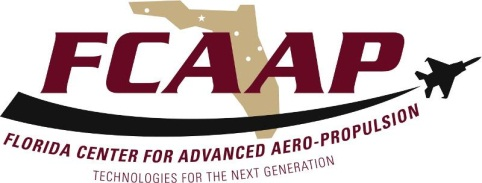 FCAAP
FLORIDA CENTER FOR ADVANCED AERO-PROPULSION
TECHNOLOGIES FOR THE NEXT GENERATION